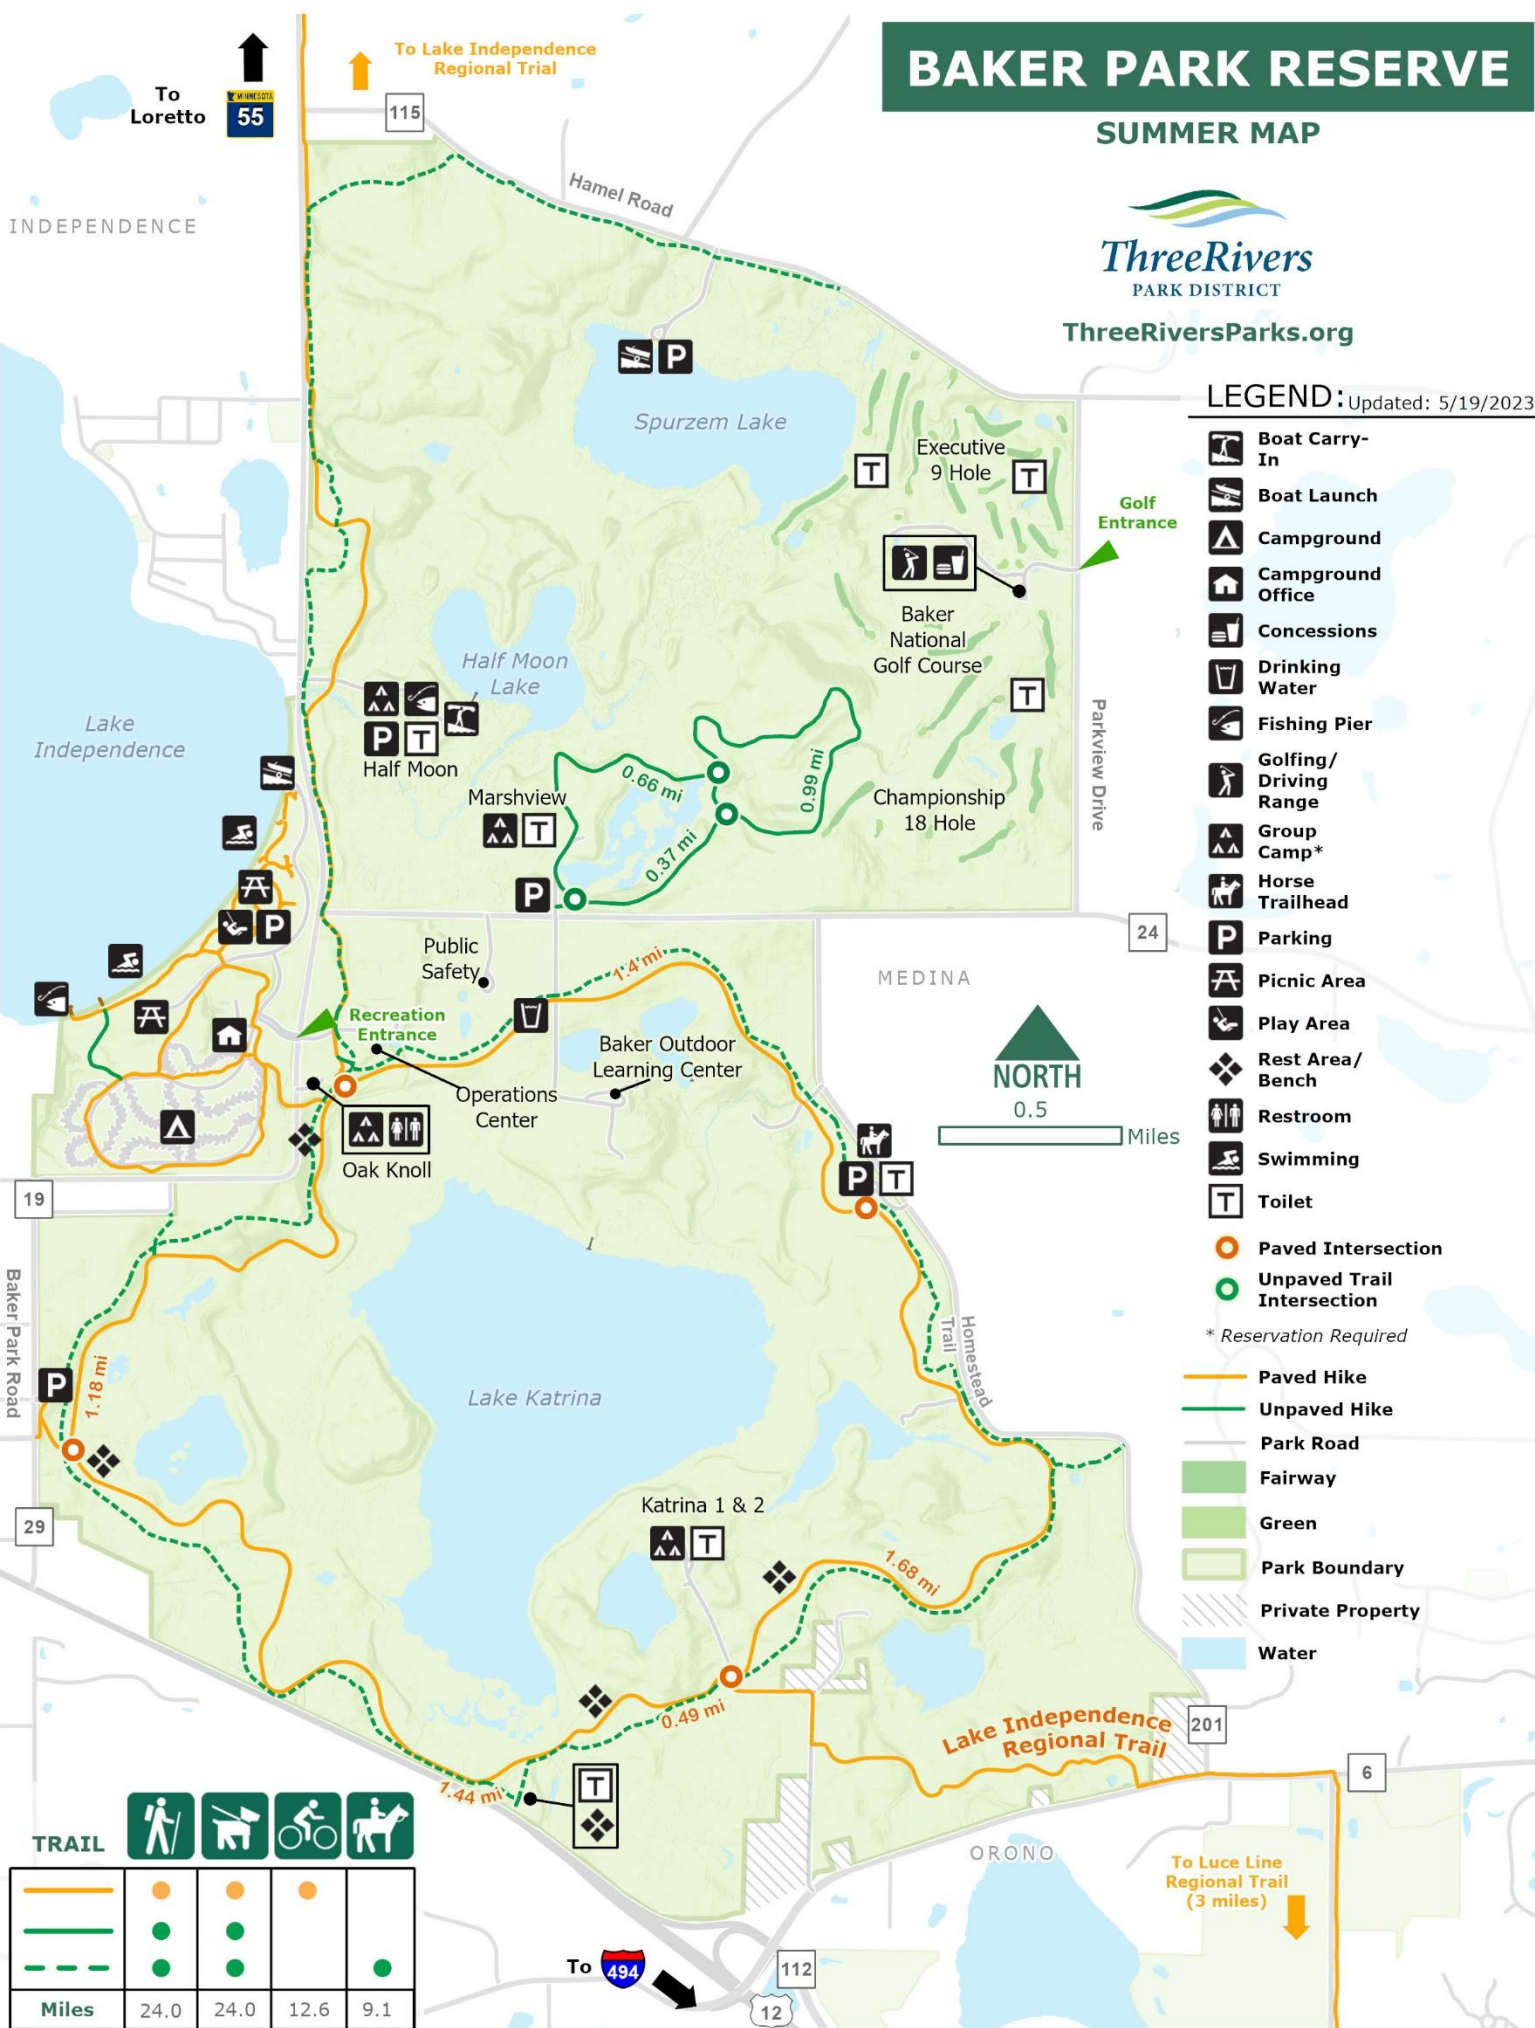 BAKER PARK RESERVE
SUMMER MAP
ThreeRivers
PARK DISTRICT
ThreeRiversParks.org
To Lake Independence
Regional Trial
To
Loretto
MINNESOTA
55
115
INDEPENDENCE
Hamel Road
Spurzem Lake
Executive
9 Hole
T
T
Golf
Entrance
P
Baker
National
Golf Course
T
Half Moon
Lake
Lake
Independence
P
T
Half Moon
Marshview
T
0.66 mi
0.99 mi
0.37 mi
Championship
18 Hole
Parkview Drive
P
P
24
Public
Safety
1.4 mi
MEDINA
Recreation
Entrance
Baker Outdoor
Learning Center
Operations
Center
NORTH
0.5
Miles
Oak Knoll
P
T
19
Baker Park Road
Homestead
Trail
P
1.18 mi
Lake Katrina
29
Katrina 1 & 2
T
1.68 mi
0.49 mi
1.44 mi
T
Lake Independence
Regional Trail
201
6
ORONO
To Luce Line
Regional Trail
(3 miles)
To
494
112
12
LEGEND: Updated: 5/19/2023
Boat Carry-
In
Boat Launch
Campground
Campground
Office
Concessions
Drinking
Water
Fishing Pier
Golfing/
Driving
Range
Group
Camp*
Horse
Trailhead
P Parking
Picnic Area
Play Area
Rest Area/
Bench
Restroom
Swimming
T Toilet
Paved Intersection
Unpaved Trail
Intersection
* Reservation Required
Paved Hike
Unpaved Hike
Park Road
Fairway
Green
Park Boundary
Private Property
Water
TRAIL
Miles 24.0 24.0 12.6 9.1